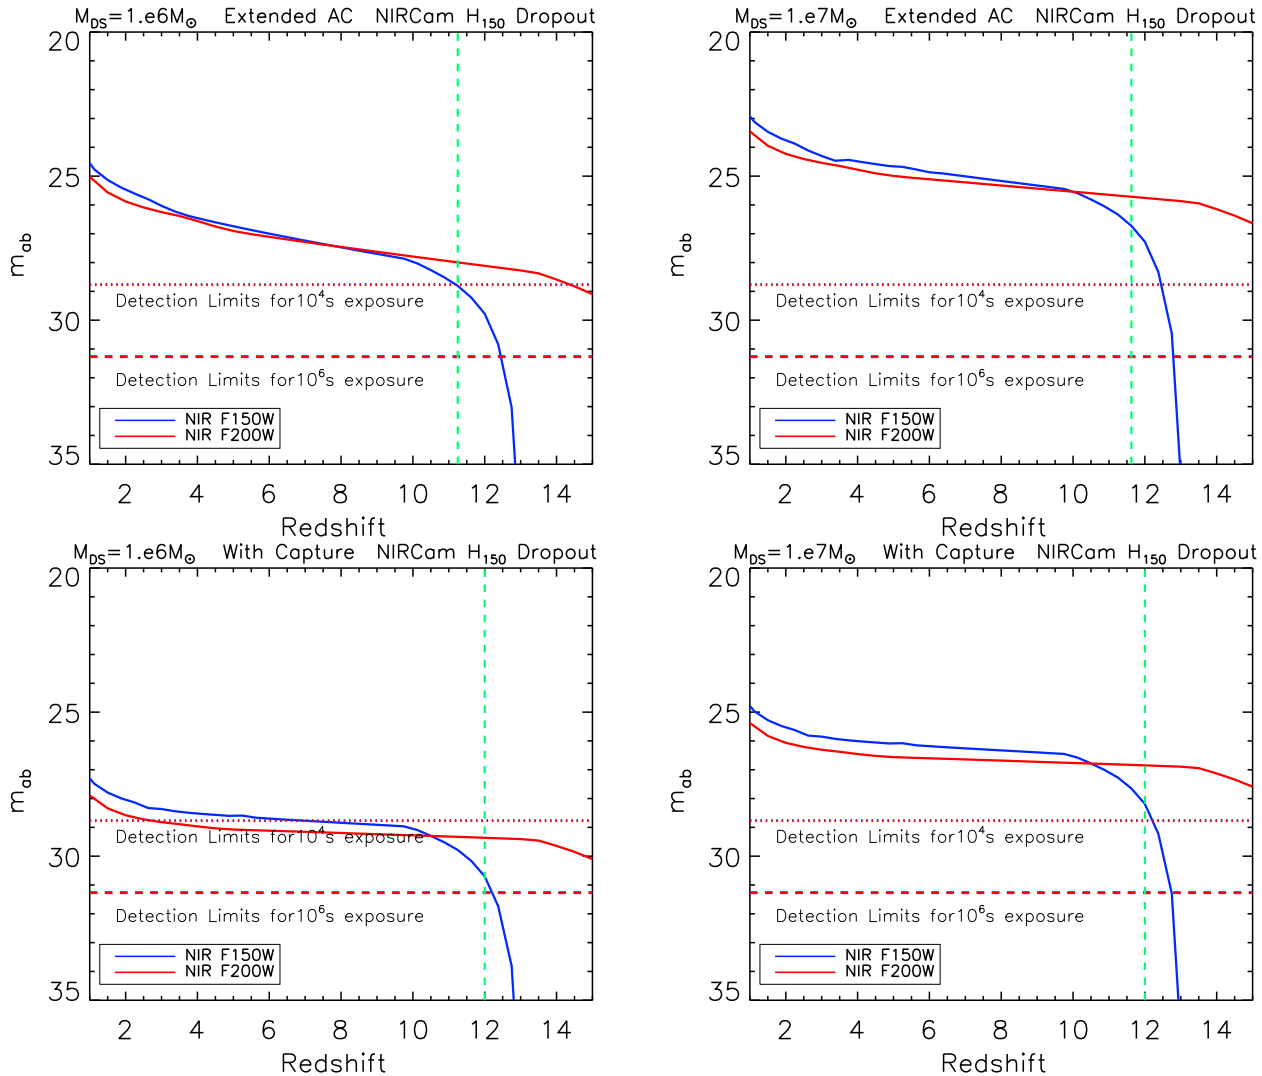 M_DS=1.e6M_⊙ Extended AC NIRCam H_150 Dropout
20
25
30
35
m_ab
Detection Limits for10^4s exposure
Detection Limits for10^6s exposure
NIR F150W
NIR F200W
2 4 6 8 10 12 14
Redshift
M_DS=1.e7M_⊙ Extended AC NIRCam H_150 Dropout
20
25
30
35
m_ab
Detection Limits for10^4s exposure
Detection Limits for10^6s exposure
NIR F150W
NIR F200W
2 4 6 8 10 12 14
Redshift
M_DS=1.e6M_⊙ With Capture NIRCam H_150 Dropout
20
25
30
35
m_ab
Detection Limits for10^4s exposure
Detection Limits for10^6s exposure
NIR F150W
NIR F200W
2 4 6 8 10 12 14
Redshift
M_DS=1.e7M_⊙ With Capture NIRCam H_150 Dropout
20
25
30
35
m_ab
Detection Limits for10^4s exposure
Detection Limits for10^6s exposure
NIR F150W
NIR F200W
2 4 6 8 10 12 14
Redshift